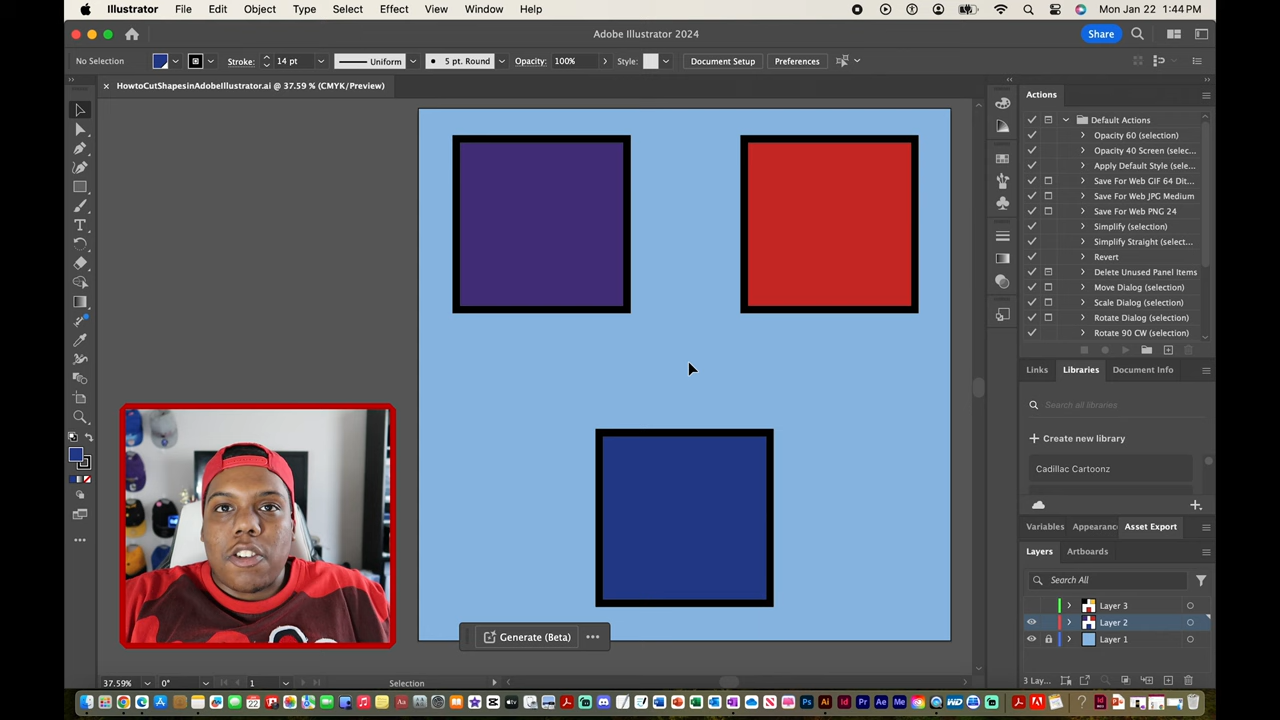 Illustrator File Edit Object Type Select Effect View Window Help Mon Jan 22 1:44PM
Adobe Illustrator 2024 Share
No Selection Stroke: 14 pt Uniform 5 pt. Round Opacity: 100% Style: Document Setup Preferences
× HowtoCutShapesinAdobeIllustrator.ai @ 37.59 % (CMYK/Preview)
Actions
Default Actions
Opacity 60 (selection)
Opacity 40 Screen (selec...
Apply Default Style (sele...
Save For Web GIF 64 Dit...
Save For Web JPG Medium
Save For Web PNG 24
Simplify (selection)
Simplify Straight (select...
Revert
Delete Unused Panel Items
Move Dialog (selection)
Scale Dialog (selection)
Rotate Dialog (selection)
Rotate 90 CW (selection)
Links Libraries Document Info
Search all libraries
+ Create new library
Cadillac Cartoonz
Variables Appearanc Asset Export
Layers Artboards
Search All
Layer 3
Layer 2
Layer 1
Generate (Beta)
37.59% 0° 1 Selection
3 Lay...